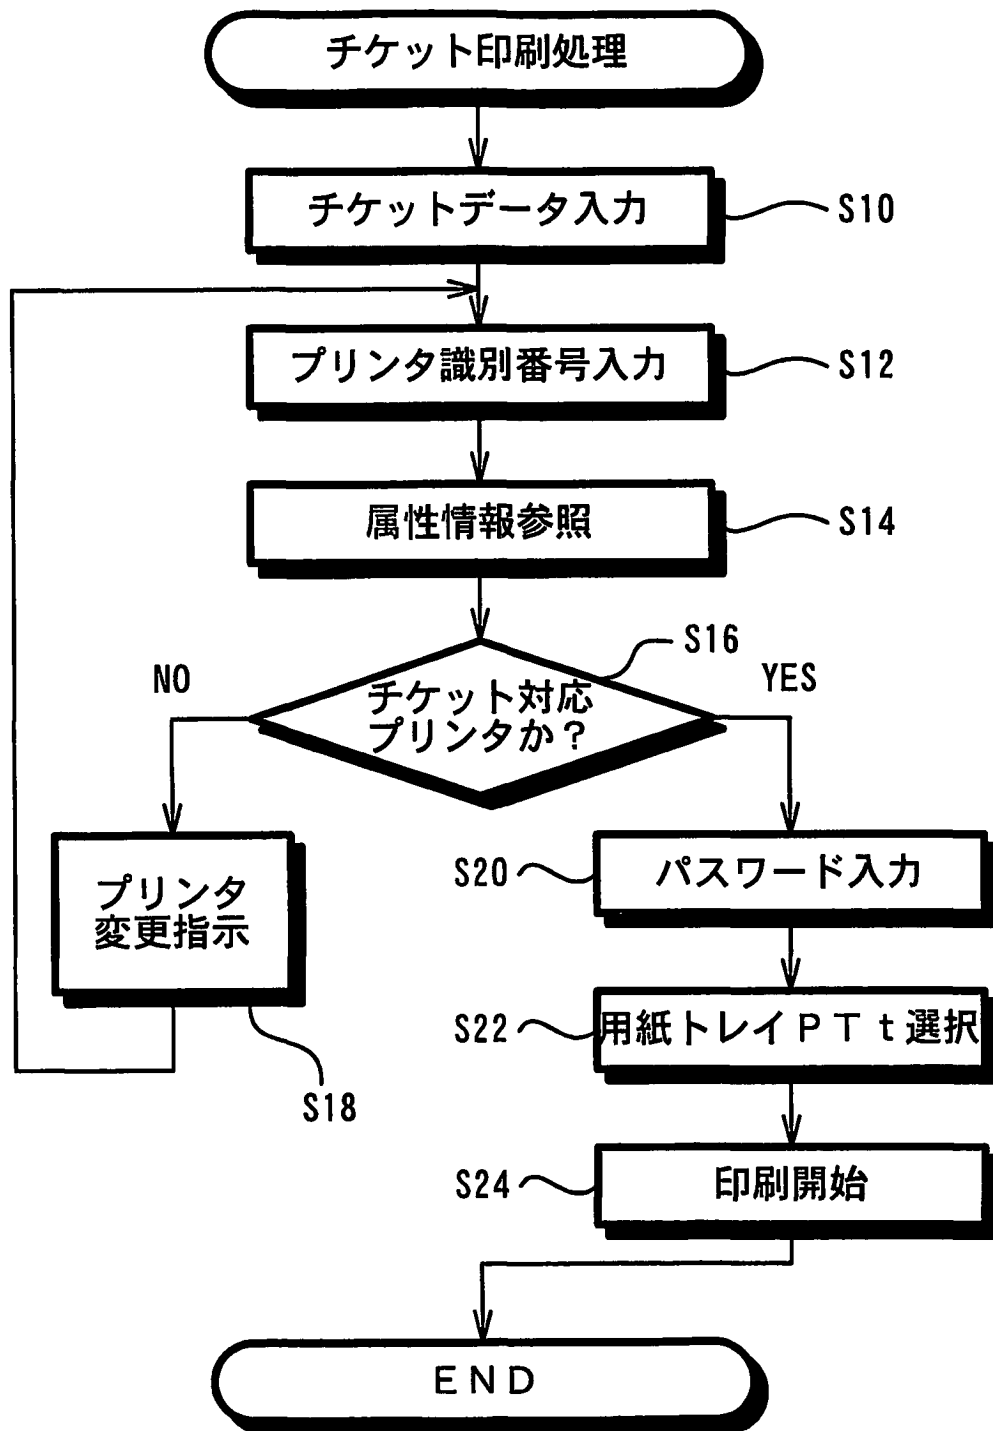 チケット印刷処理
チケットデータ入力
S10
プリンタ識別番号入力
S12
属性情報参照
S14
S16
NO
YES
チケット対応
プリンタか？
プリンタ
変更指示
S18
S20
パスワード入力
S22
用紙トレイＰＴｔ選択
S24
印刷開始
ＥＮＤ